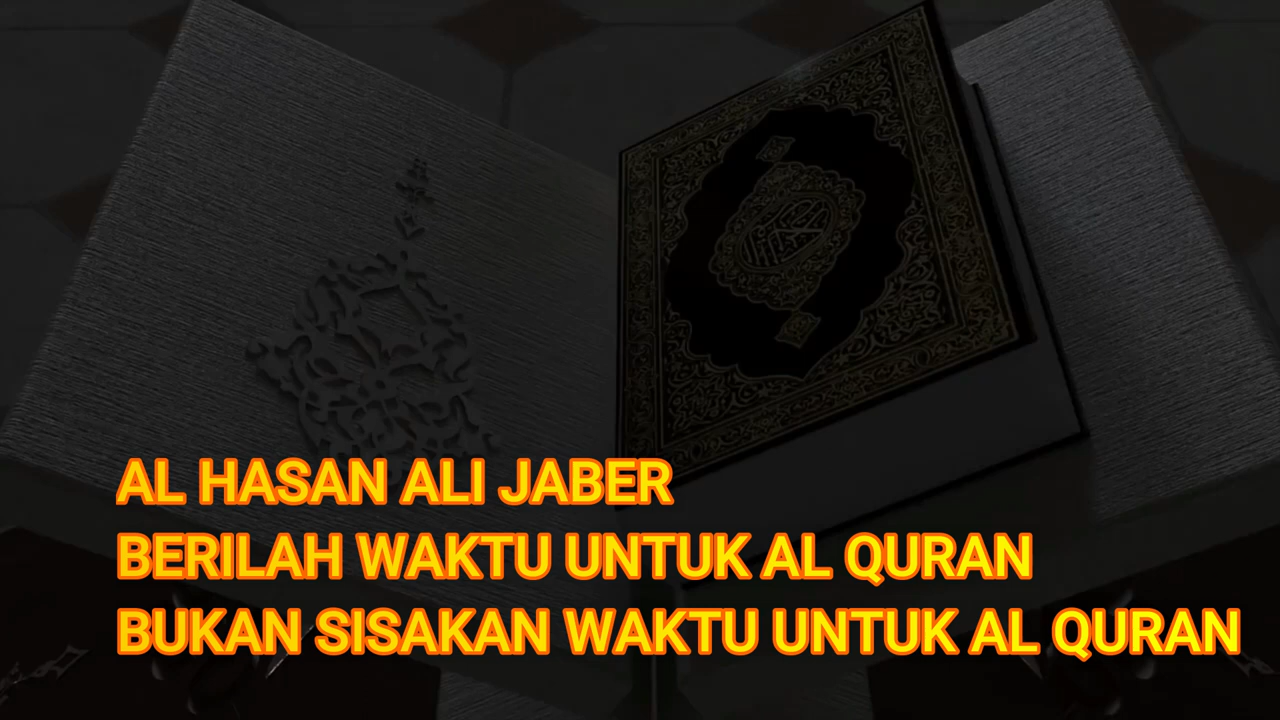 AL HASAN ALI JABER
BERILAH WAKTU UNTUK AL QURAN
BUKAN SISAKAN WAKTU UNTUK AL QURAN